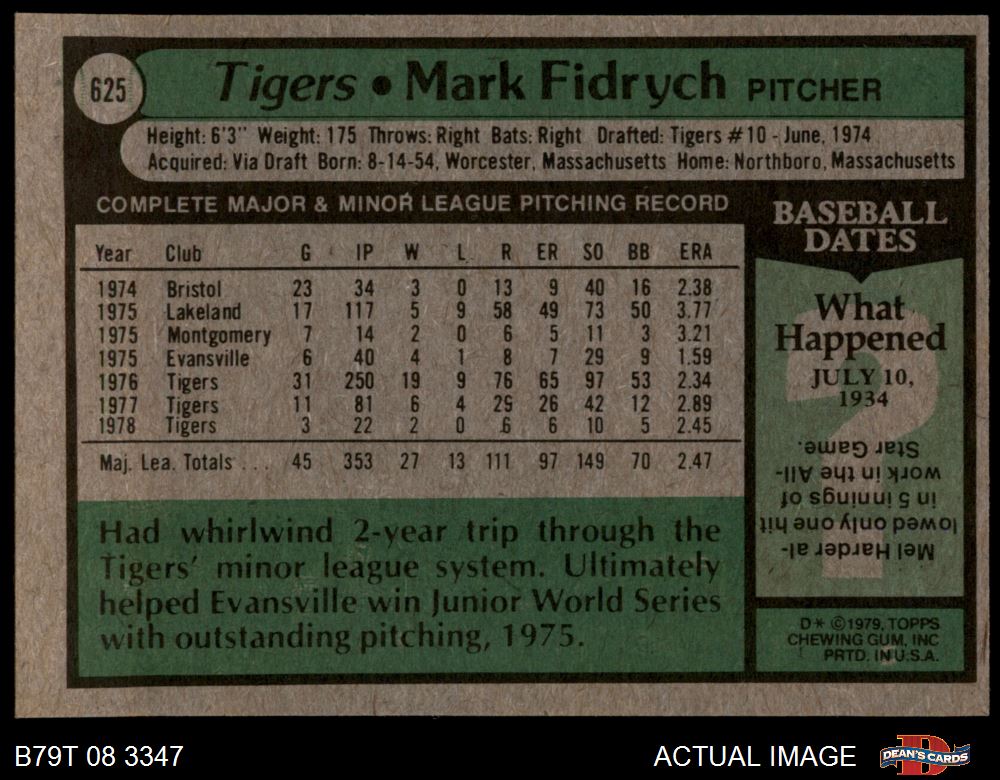 625
Tigers • Mark Fidrych PITCHER
Height: 6'3" Weight: 175 Throws: Right Bats: Right Drafted: Tigers #10 - June, 1974
Acquired: Via Draft Born: 8-14-54, Worcester, Massachusetts Home: Northboro, Massachusetts
COMPLETE MAJOR & MINOR LEAGUE PITCHING RECORD
Year Club G IP W L R ER SO BB ERA
1974 Bristol 23 34 3 0 13 9 40 16 2.38
1975 Lakeland 17 117 5 9 58 49 73 50 3.77
1975 Montgomery 7 14 2 0 6 5 11 3 3.21
1975 Evansville 6 40 4 1 8 7 29 9 1.59
1976 Tigers 31 250 19 9 76 65 97 53 2.34
1977 Tigers 11 81 6 4 29 26 42 12 2.89
1978 Tigers 3 22 2 0 6 6 10 5 2.45
Maj. Lea. Totals ... 45 353 27 13 111 97 149 70 2.47
Had whirlwind 2-year trip through the
Tigers' minor league system. Ultimately
helped Evansville win Junior World Series
with outstanding pitching, 1975.
BASEBALL
DATES
What
Happened
JULY 10,
1934
?
Mel Harder al-
lowed only one hit
in 5 innings of
work in the All-
Star Game.
D* ©1979, TOPPS
CHEWING GUM, INC
PRTD. IN U.S.A.
B79T 08 3347
ACTUAL IMAGE
D
DEAN'S CARDS